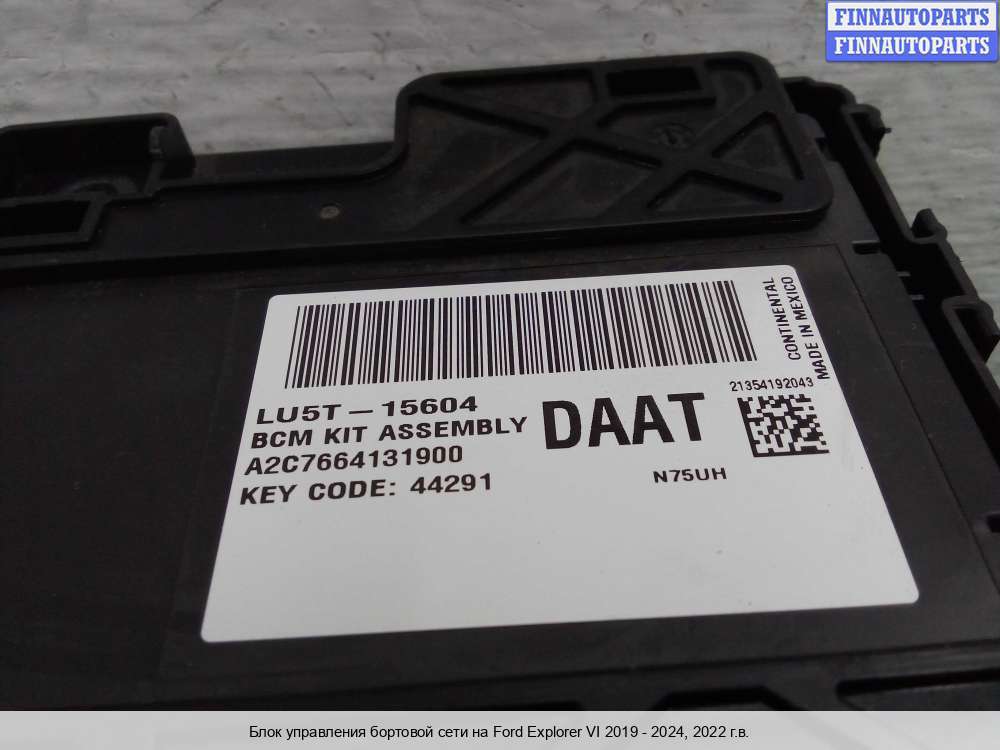 FINNAUTOPARTS
FINNAUTOPARTS
CONTINENTAL
MADE IN MEXICO
21354192043
LU5T-15604
BCM KIT ASSEMBLY
DAAT
A2C7664131900
KEY CODE: 44291
N75UH
Блок управления бортовой сети на Ford Explorer VI 2019 - 2024, 2022 г.в.